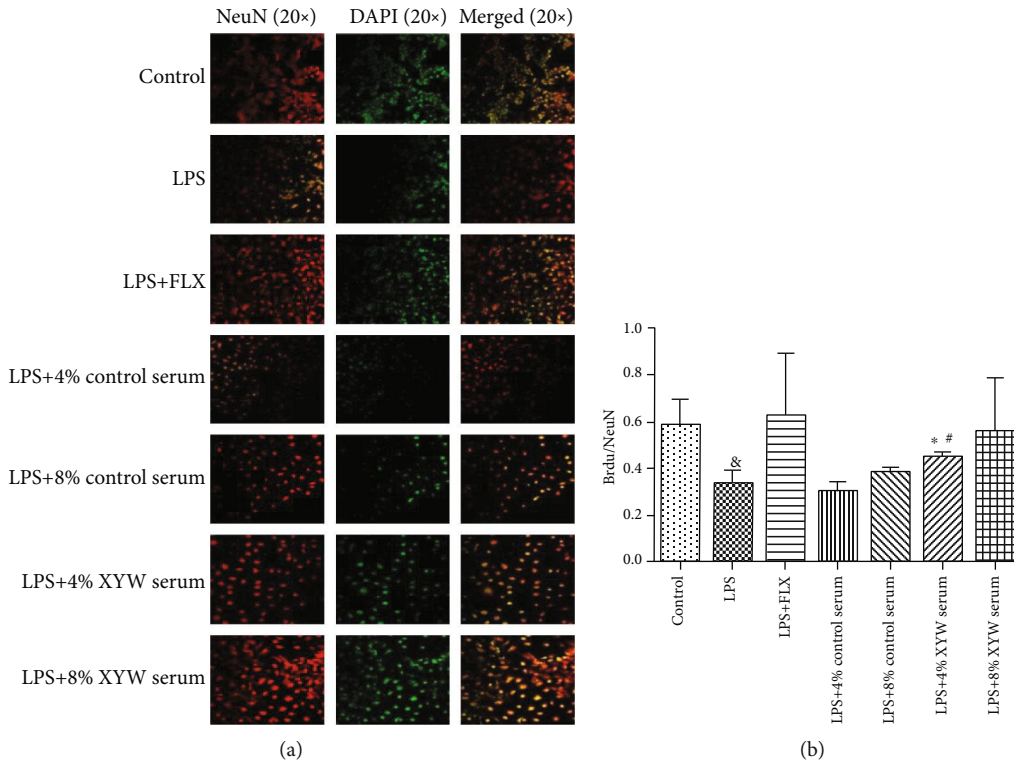 NeuN (20×) DAPI (20×) Merged (20×)
Control
LPS
LPS+FLX
LPS+4% control serum
LPS+8% control serum
LPS+4% XYW serum
LPS+8% XYW serum
(a)
Brdu/NeuN
1.0
0.8
0.6
0.4
0.2
0.0
&
* #
Control
LPS
LPS+FLX
LPS+4% control serum
LPS+8% control serum
LPS+4% XYW serum
LPS+8% XYW serum
(b)